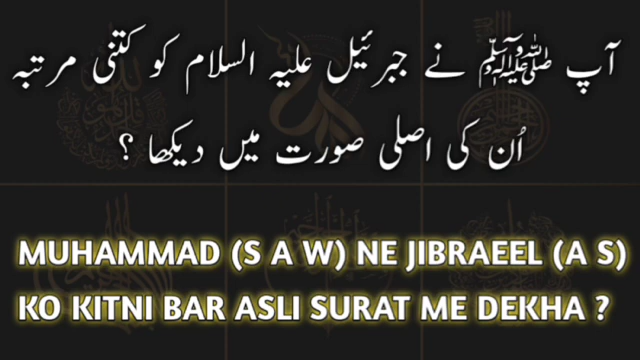 آپ ﷺ نے جبرئیل علیہ السلام کو کتنی مرتبہ
اُن کی اصلی صورت میں دیکھا ؟
MUHAMMAD (S A W) NE JIBRAEEL (A S)
KO KITNI BAR ASLI SURAT ME DEKHA ?